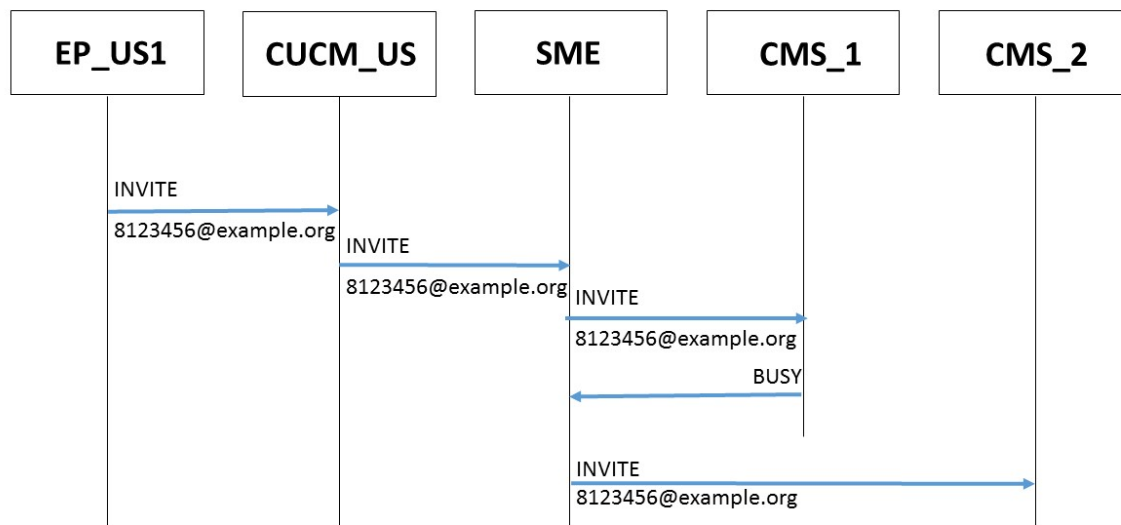 EP_US1
CUCM_US
SME
CMS_1
CMS_2
INVITE
8123456@example.org
INVITE
8123456@example.org
INVITE
8123456@example.org
BUSY
INVITE
8123456@example.org